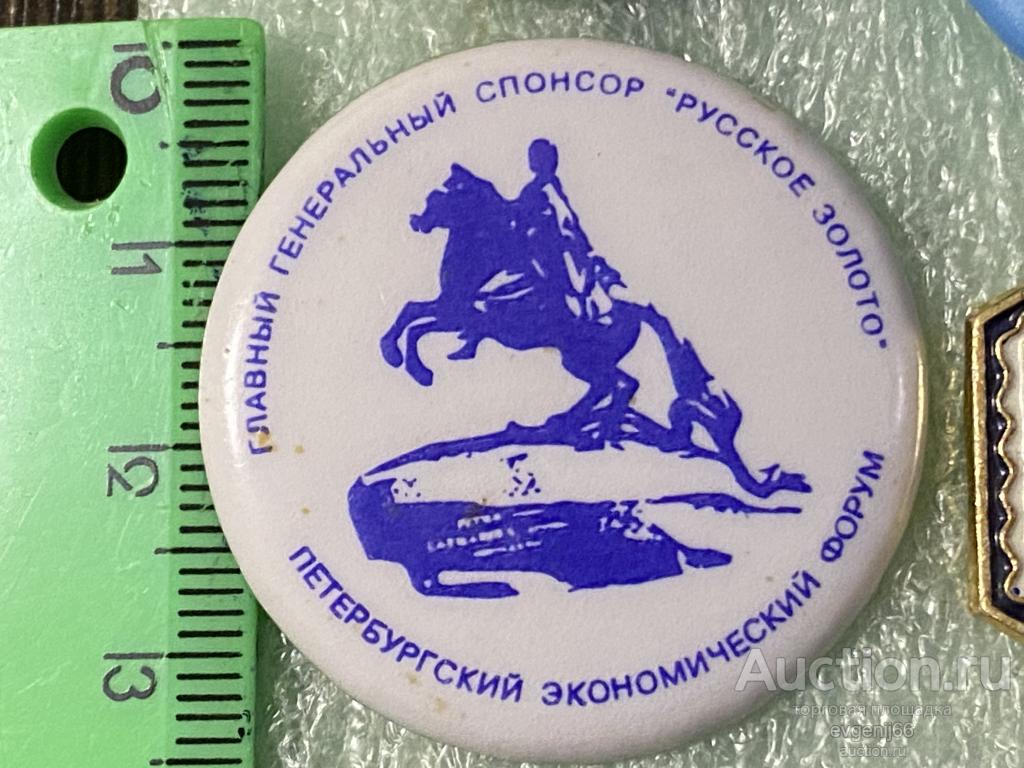 ГЛАВНЫЙ ГЕНЕРАЛЬНЫЙ СПОНСОР "РУССКОЕ ЗОЛОТО"
ПЕТЕРБУРГСКИЙ ЭКОНОМИЧЕСКИЙ ФОРУМ
10
11
12
13
Auction.ru
торговая площадка
evgenij66
auction.ru